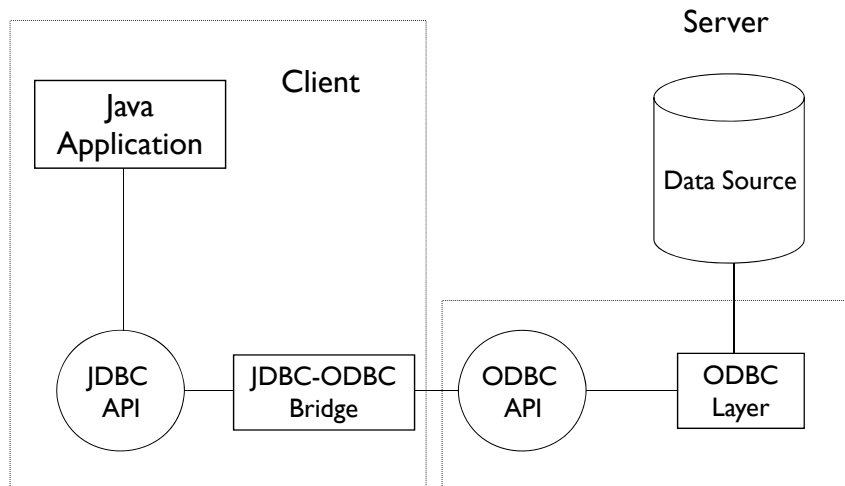 Server
Client
Java
Application
Data Source
JDBC
API
JDBC-ODBC
Bridge
ODBC
API
ODBC
Layer